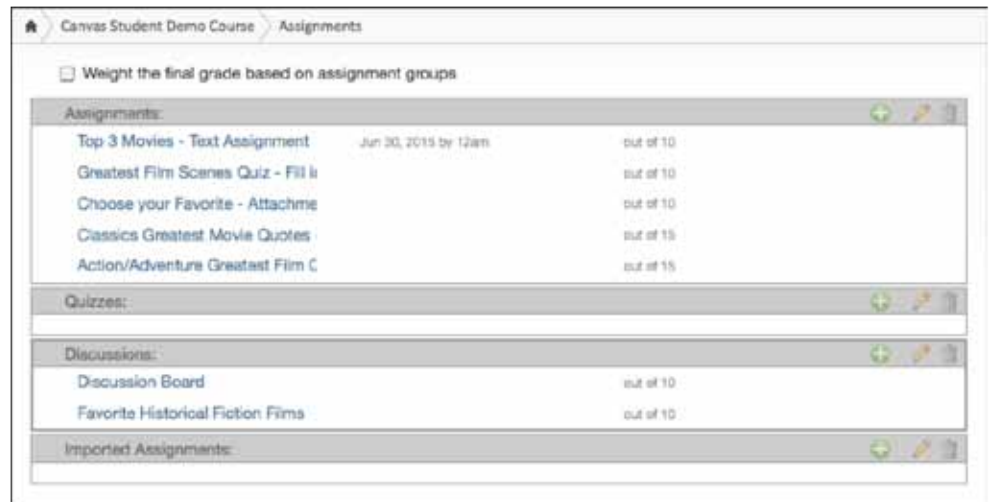 Canvas Student Demo Course Assignments
Weight the final grade based on assignment groups
Assignments:
Top 3 Movies - Text Assignment Jun 30, 2015 by 12am out of 10
Greatest Film Scenes Quiz - Fill i out of 10
Choose your Favorite - Attachme out of 10
Classics Greatest Movie Quotes out of 15
Action/Adventure Greatest Film out of 15
Quizzes:
Discussions:
Discussion Board out of 10
Favorite Historical Fiction Films out of 10
Imported Assignments: